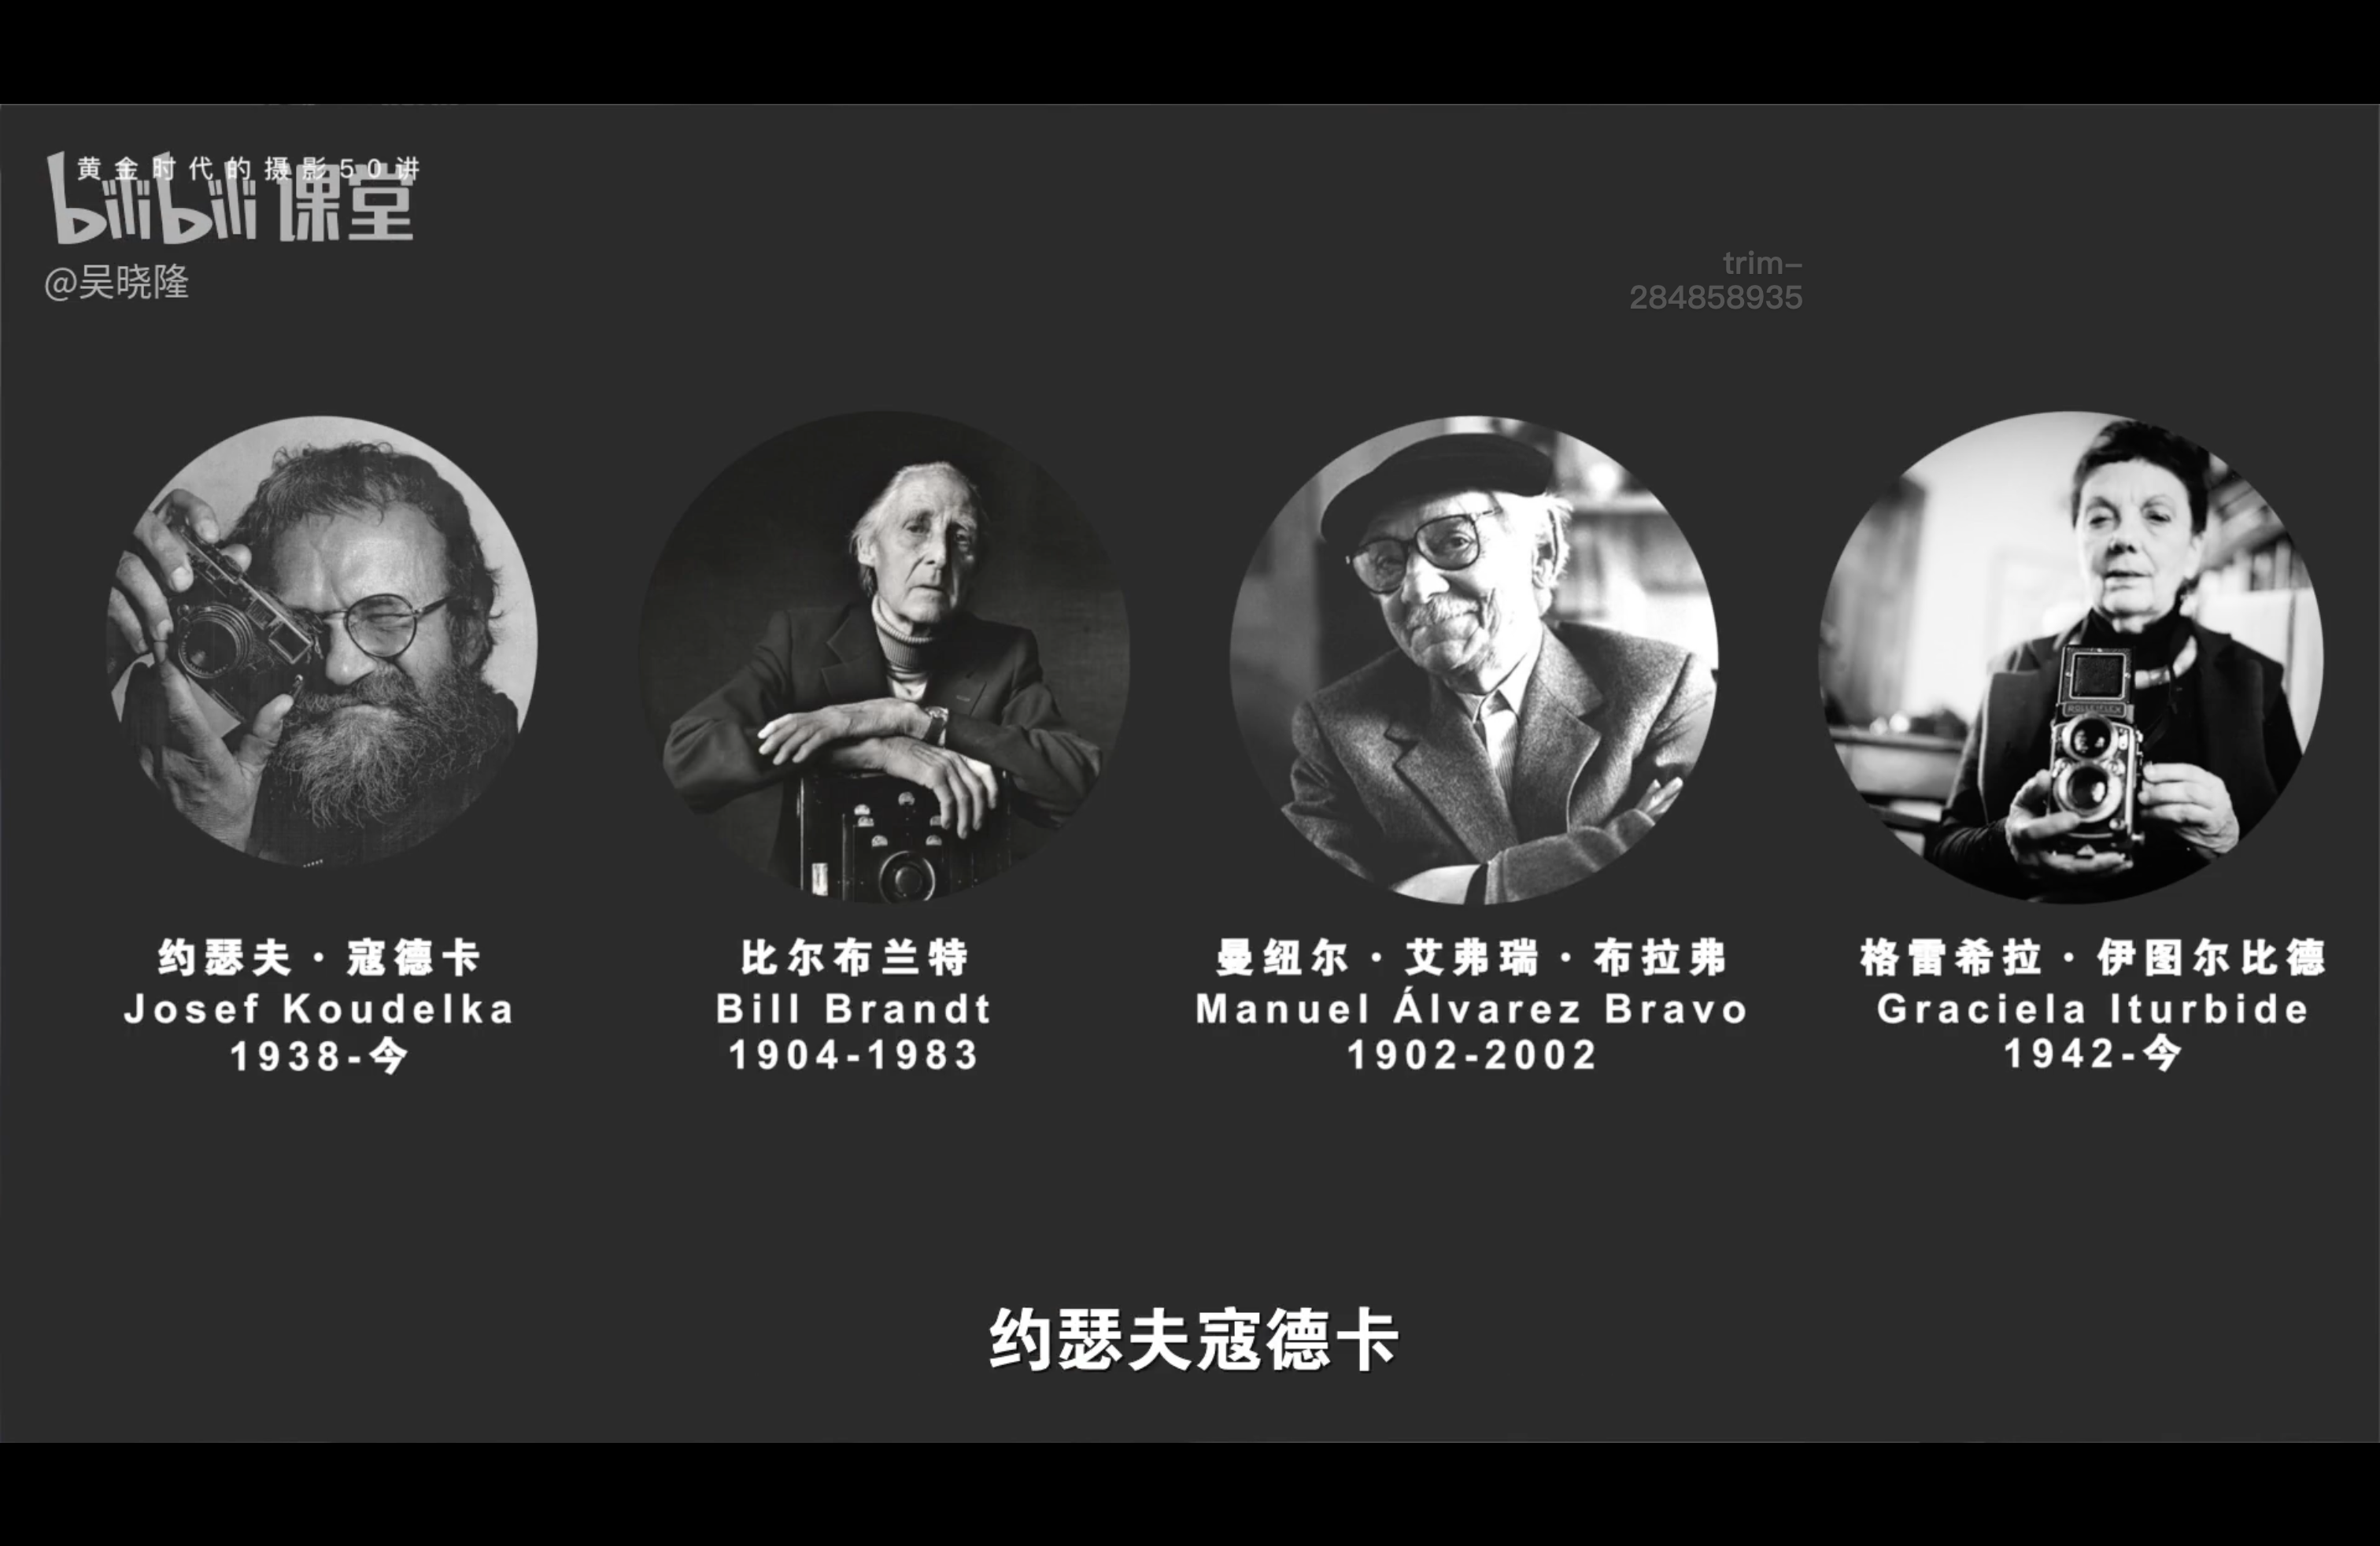 黄金时代的摄影50讲
bilibili课堂
@吴晓隆
trim-
284858935
约瑟夫·寇德卡
Josef Koudelka
1938-今
比尔布兰特
Bill Brandt
1904-1983
曼纽尔·艾弗瑞·布拉弗
Manuel Álvarez Bravo
1902-2002
格雷希拉·伊图尔比德
Graciela Iturbide
1942-今
ROLLEIFLEX
约瑟夫寇德卡